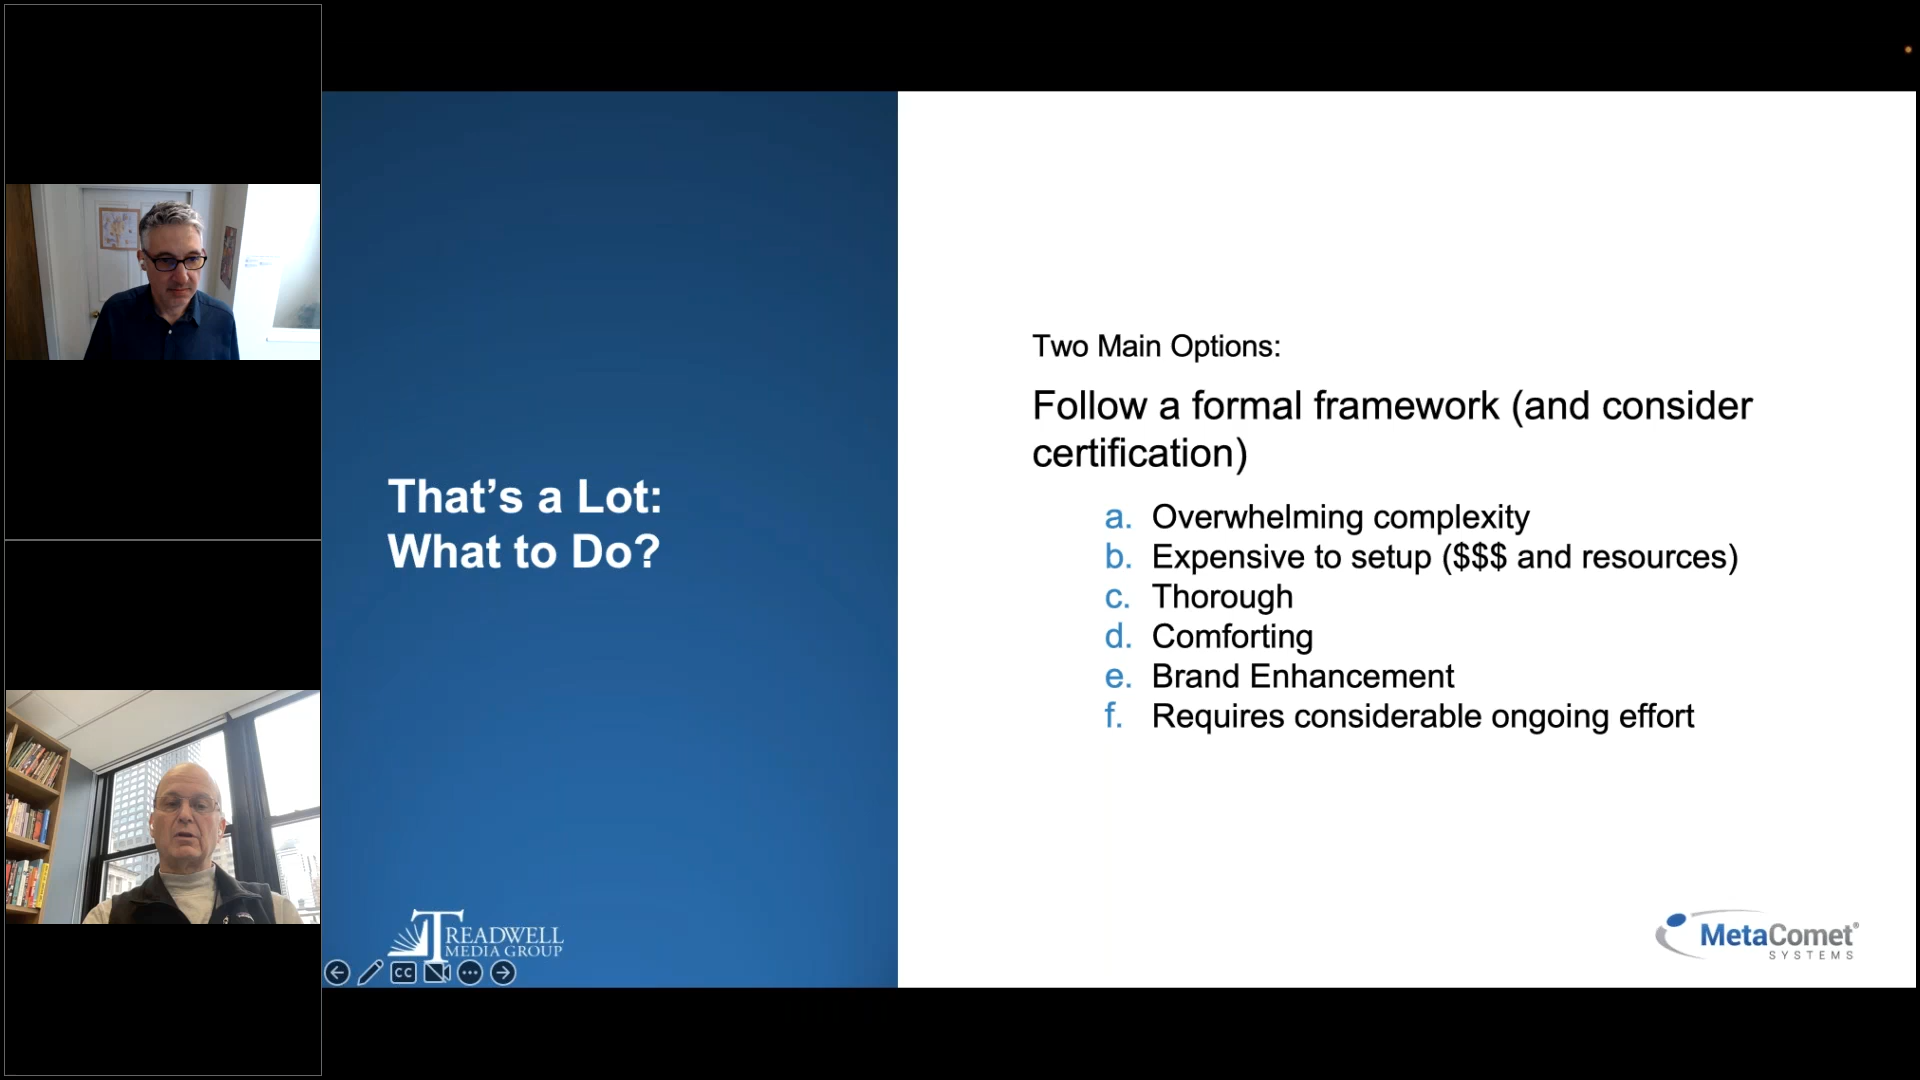 That’s a Lot:
What to Do?
Two Main Options:
Follow a formal framework (and consider
certification)
a. Overwhelming complexity
b. Expensive to setup ($$$ and resources)
c. Thorough
d. Comforting
e. Brand Enhancement
f. Requires considerable ongoing effort
TREADWELL
MEDIA GROUP
CC
MetaComet®
SYSTEMS